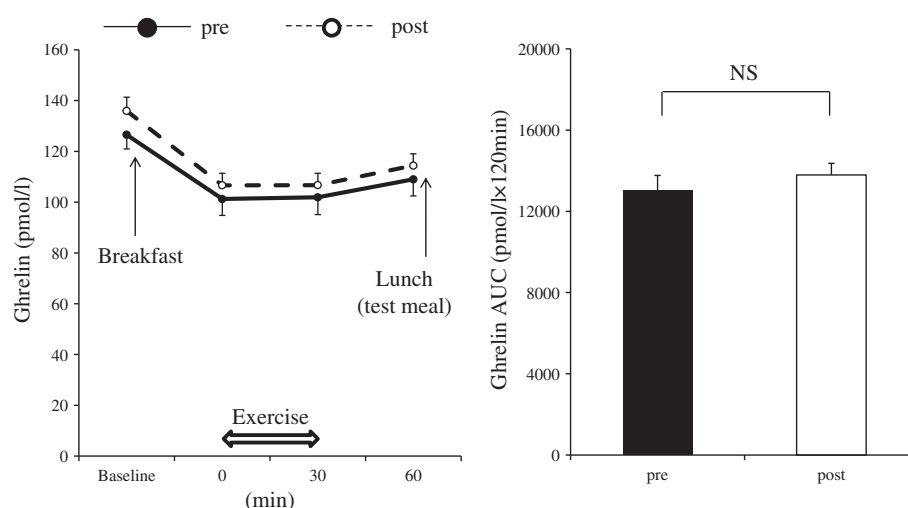 pre
post
160
140
120
100
80
60
40
20
0
Ghrelin (pmol/l)
Breakfast
Lunch
(test meal)
Exercise
Baseline
0
30
60
(min)
20000
16000
12000
8000
4000
0
Ghrelin AUC (pmol/l×120min)
NS
pre
post